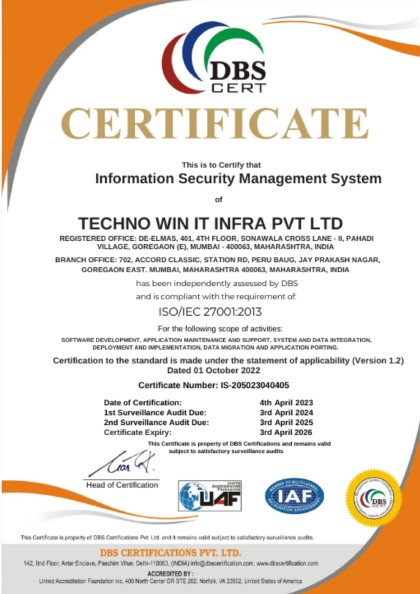 DBS
CERT
CERTIFICATE
This is to Certify that
Information Security Management System
of
TECHNO WIN IT INFRA PVT LTD
REGISTERED OFFICE: DE-ELMAS, 401, 4TH FLOOR, SONAWALA CROSS LANE - II, PAHADI
VILLAGE, GOREGAON (E), MUMBAI - 400063, MAHARASHTRA, INDIA
BRANCH OFFICE: 702, ACCORD CLASSIC, STATION RD, PERU BAUG, JAY PRAKASH NAGAR,
GOREGAON EAST. MUMBAI, MAHARASHTRA 400063, MAHARASHTRA, INDIA
has been independently assessed by DBS
and is compliant with the requirement of:
ISO/IEC 27001:2013
For the following scope of activities:
SOFTWARE DEVELOPMENT, APPLICATION MAINTENANCE AND SUPPORT, SYSTEM AND DATA INTEGRATION,
DEPLOYMENT AND IMPLEMENTATION, DATA MIGRATION AND APPLICATION PORTING.
Certification to the standard is made under the statement of applicability (Version 1.2)
Dated 01 October 2022
Certificate Number: IS-205023040405
Date of Certification: 4th April 2023
1st Surveillance Audit Due: 3rd April 2024
2nd Surveillance Audit Due: 3rd April 2025
Certificate Expiry: 3rd April 2026
This Certificate is property of DBS Certifications and remains valid
subject to satisfactory surveillance audits
Head of Certification
UNITED
ACCREDITATION
FOUNDATION
UAF
IAF
DBS
CERT
This Certificate is property of DBS Certifications Pvt. Ltd. and it remains valid subject to satisfactory surveillance audits.
DBS CERTIFICATIONS PVT. LTD.
142, IInd Floor, Avtar Enclave, Paschim Vihar, Delhi-110063, (INDIA) info@dbscertification.com; www.dbscertification.com
ACCREDITED BY :
United Accreditation Foundation Inc. 400 North Center DR STE 202, Norfolk, VA 23502, United States of America